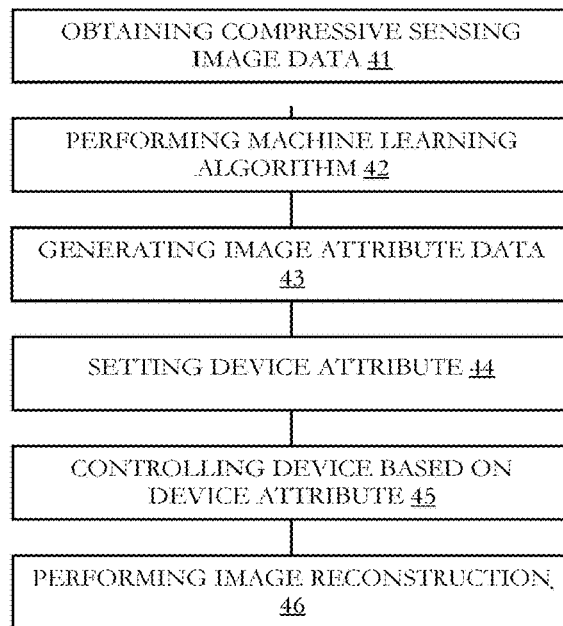 OBTAINING COMPRESSIVE SENSING
IMAGE DATA 41
PERFORMING MACHINE LEARNING
ALGORITHM 42
GENERATING IMAGE ATTRIBUTE DATA
43
SETTING DEVICE ATTRIBUTE 44
CONTROLLING DEVICE BASED ON
DEVICE ATTRIBUTE 45
PERFORMING IMAGE RECONSTRUCTION
46